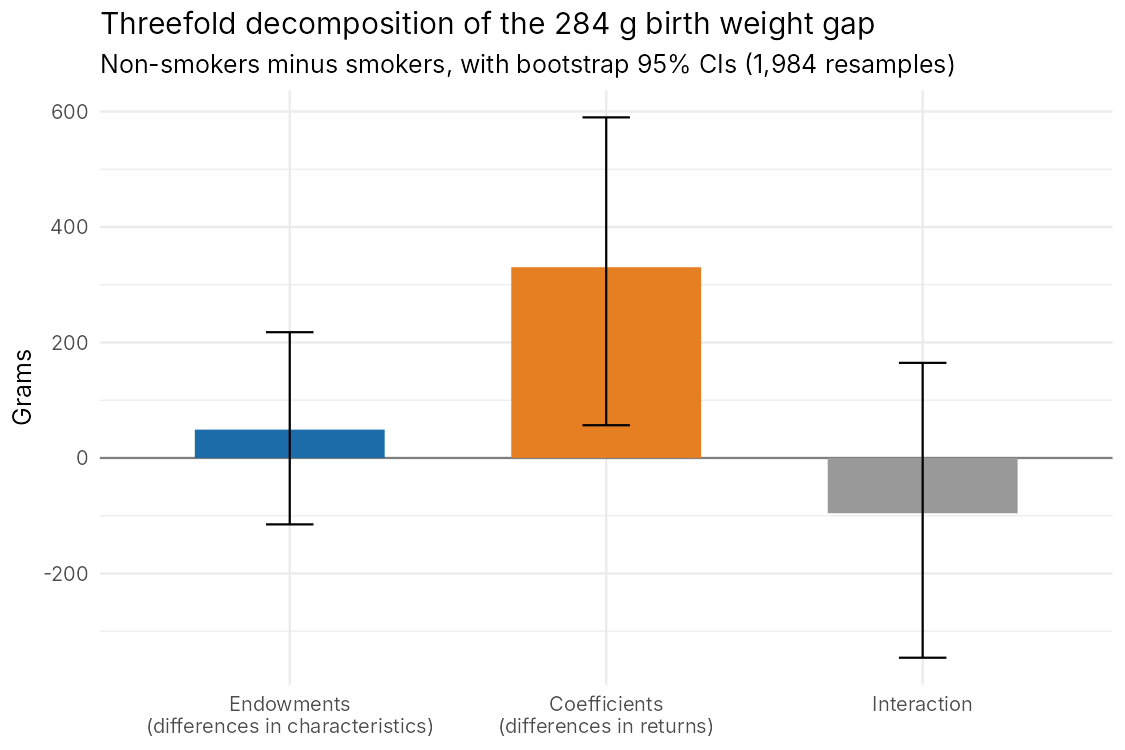 Threefold decomposition of the 284 g birth weight gap
Non-smokers minus smokers, with bootstrap 95% CIs (1,984 resamples)
Grams
600
400
200
0
-200
Endowments
(differences in characteristics)
Coefficients
(differences in returns)
Interaction